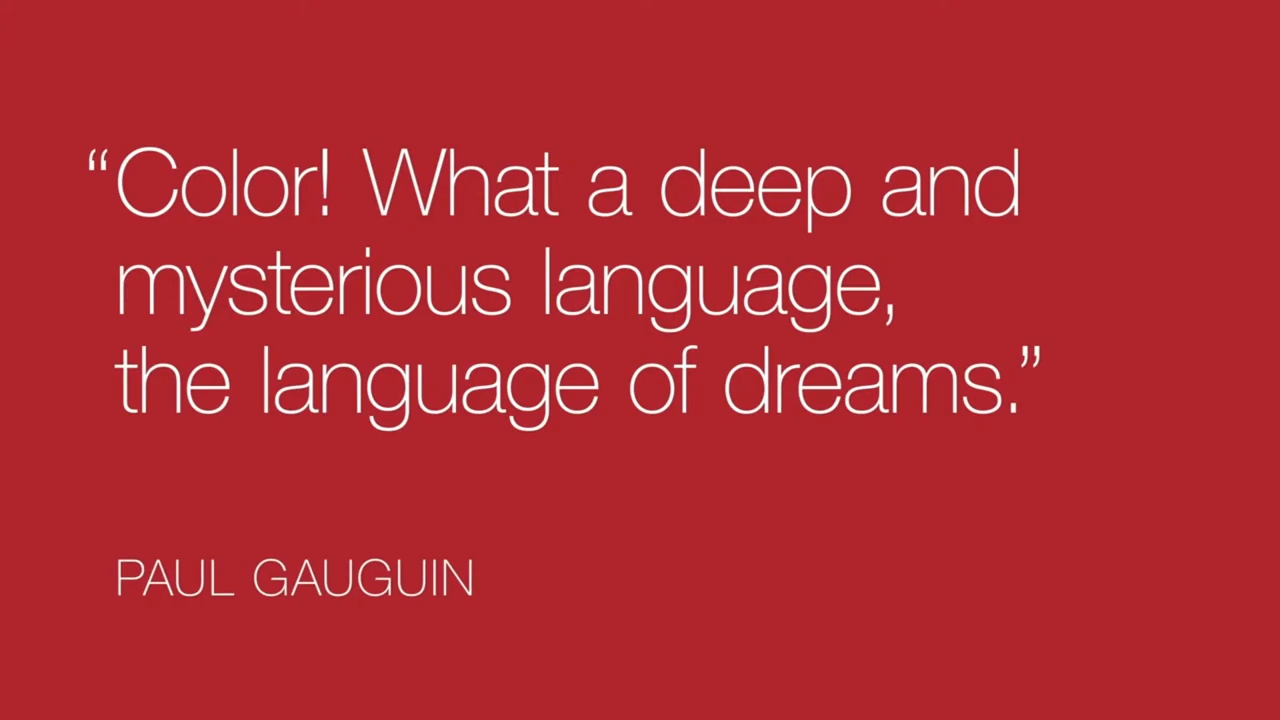 “Color! What a deep and
mysterious language,
the language of dreams.”
PAUL GAUGUIN